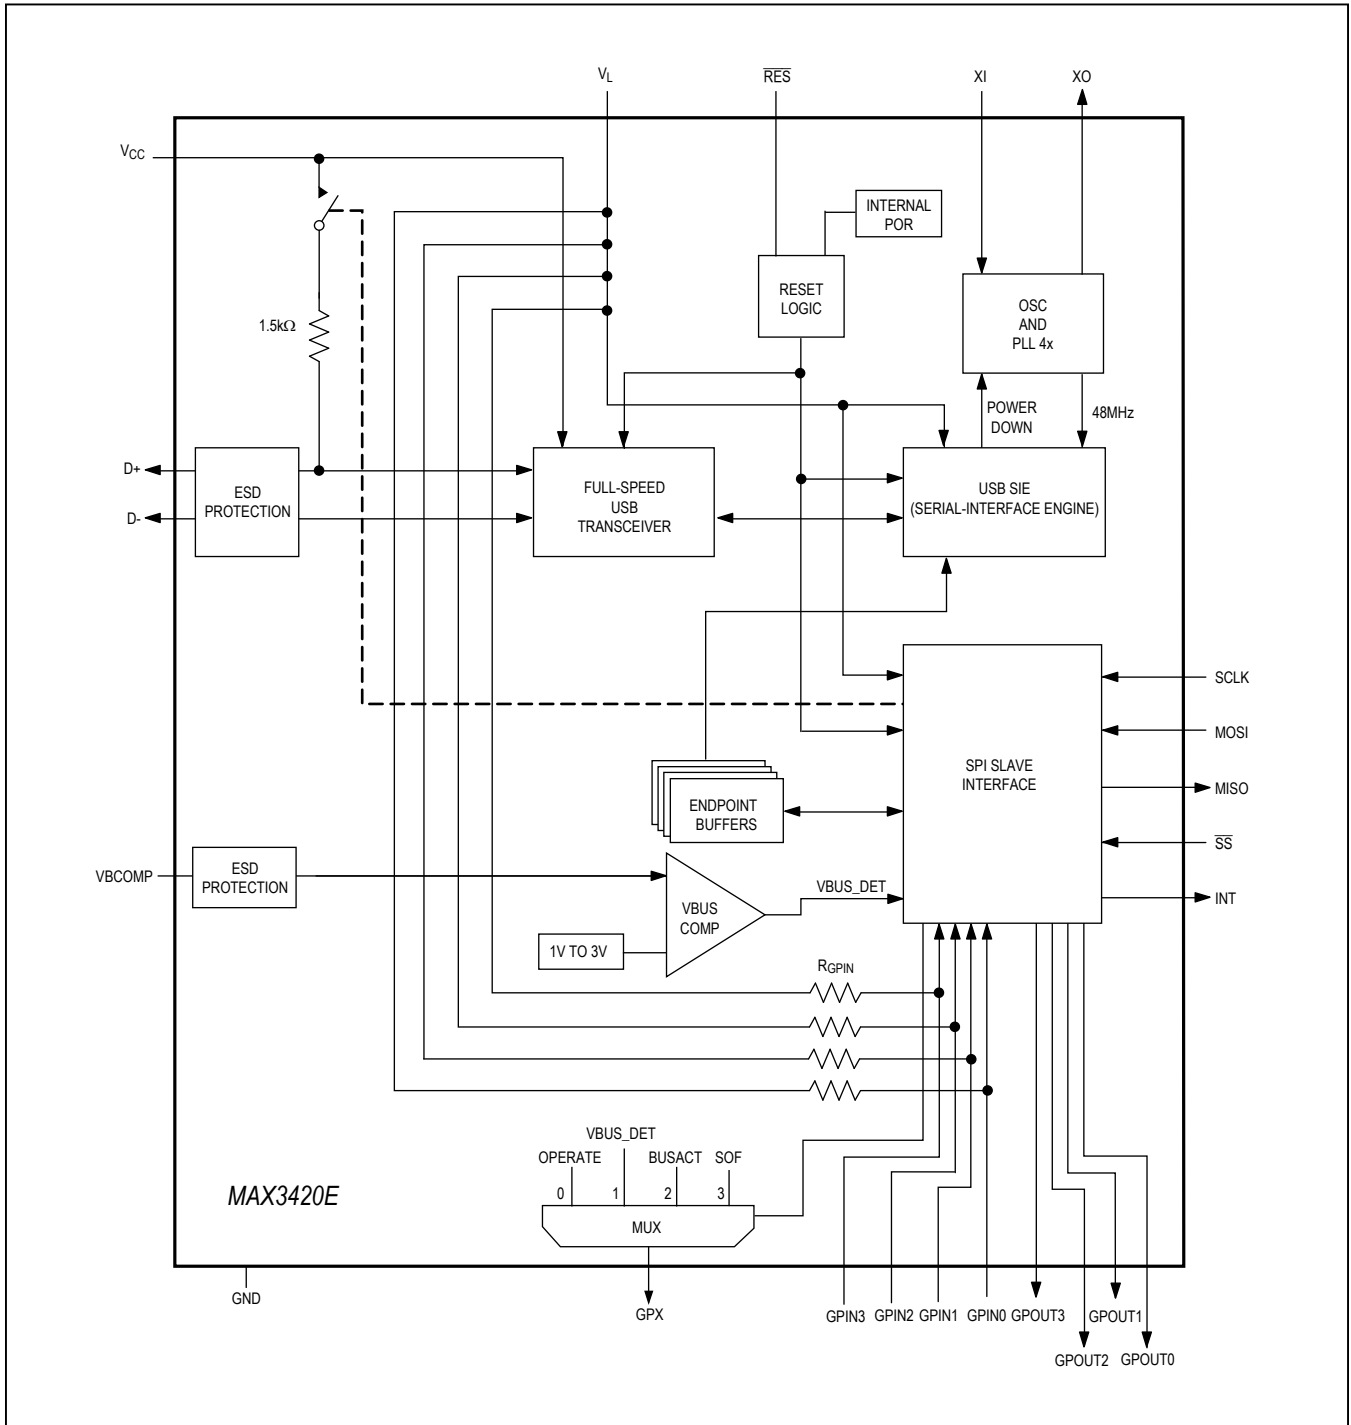 VL
RES
XI
XO
VCC
INTERNAL
POR
RESET
LOGIC
OSC
AND
PLL 4x
1.5kΩ
POWER
DOWN
48MHz
D+
D-
ESD
PROTECTION
FULL-SPEED
USB
TRANSCEIVER
USB SIE
(SERIAL-INTERFACE ENGINE)
SPI SLAVE
INTERFACE
SCLK
MOSI
MISO
SS
INT
ENDPOINT
BUFFERS
VBCOMP
ESD
PROTECTION
VBUS
COMP
VBUS_DET
1V TO 3V
RGPIN
VBUS_DET
OPERATE
BUSACT
SOF
0
1
2
3
MUX
MAX3420E
GND
GPX
GPIN3
GPIN2
GPIN1
GPIN0
GPOUT3
GPOUT1
GPOUT2
GPOUT0